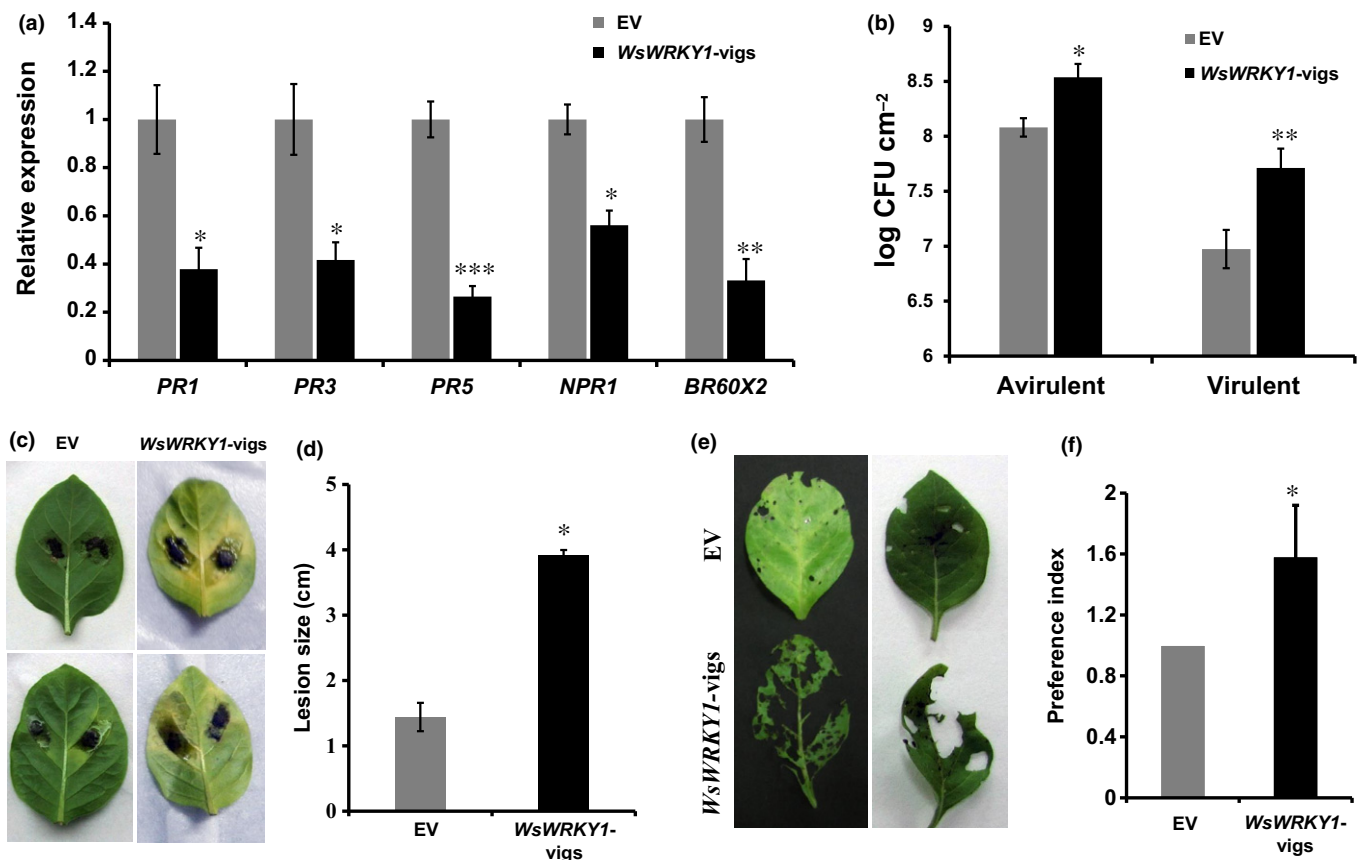 (a)
1.4
1.2
1
0.8
0.6
0.4
0.2
0
Relative expression
EV
WsWRKY1-vigs
*
*
***
*
**
PR1
PR3
PR5
NPR1
BR60X2
(b)
9
8.5
8
7.5
7
6.5
6
log CFU cm−2
EV
WsWRKY1-vigs
*
**
Avirulent
Virulent
(c)
EV
WsWRKY1-vigs
(d)
5
4
3
2
1
0
Lesion size (cm)
*
EV
WsWRKY1-
vigs
(e)
EV
WsWRKY1-vigs
(f)
2
1.6
1.2
0.8
0.4
0
Preference index
*
EV
WsWRKY1-
vigs